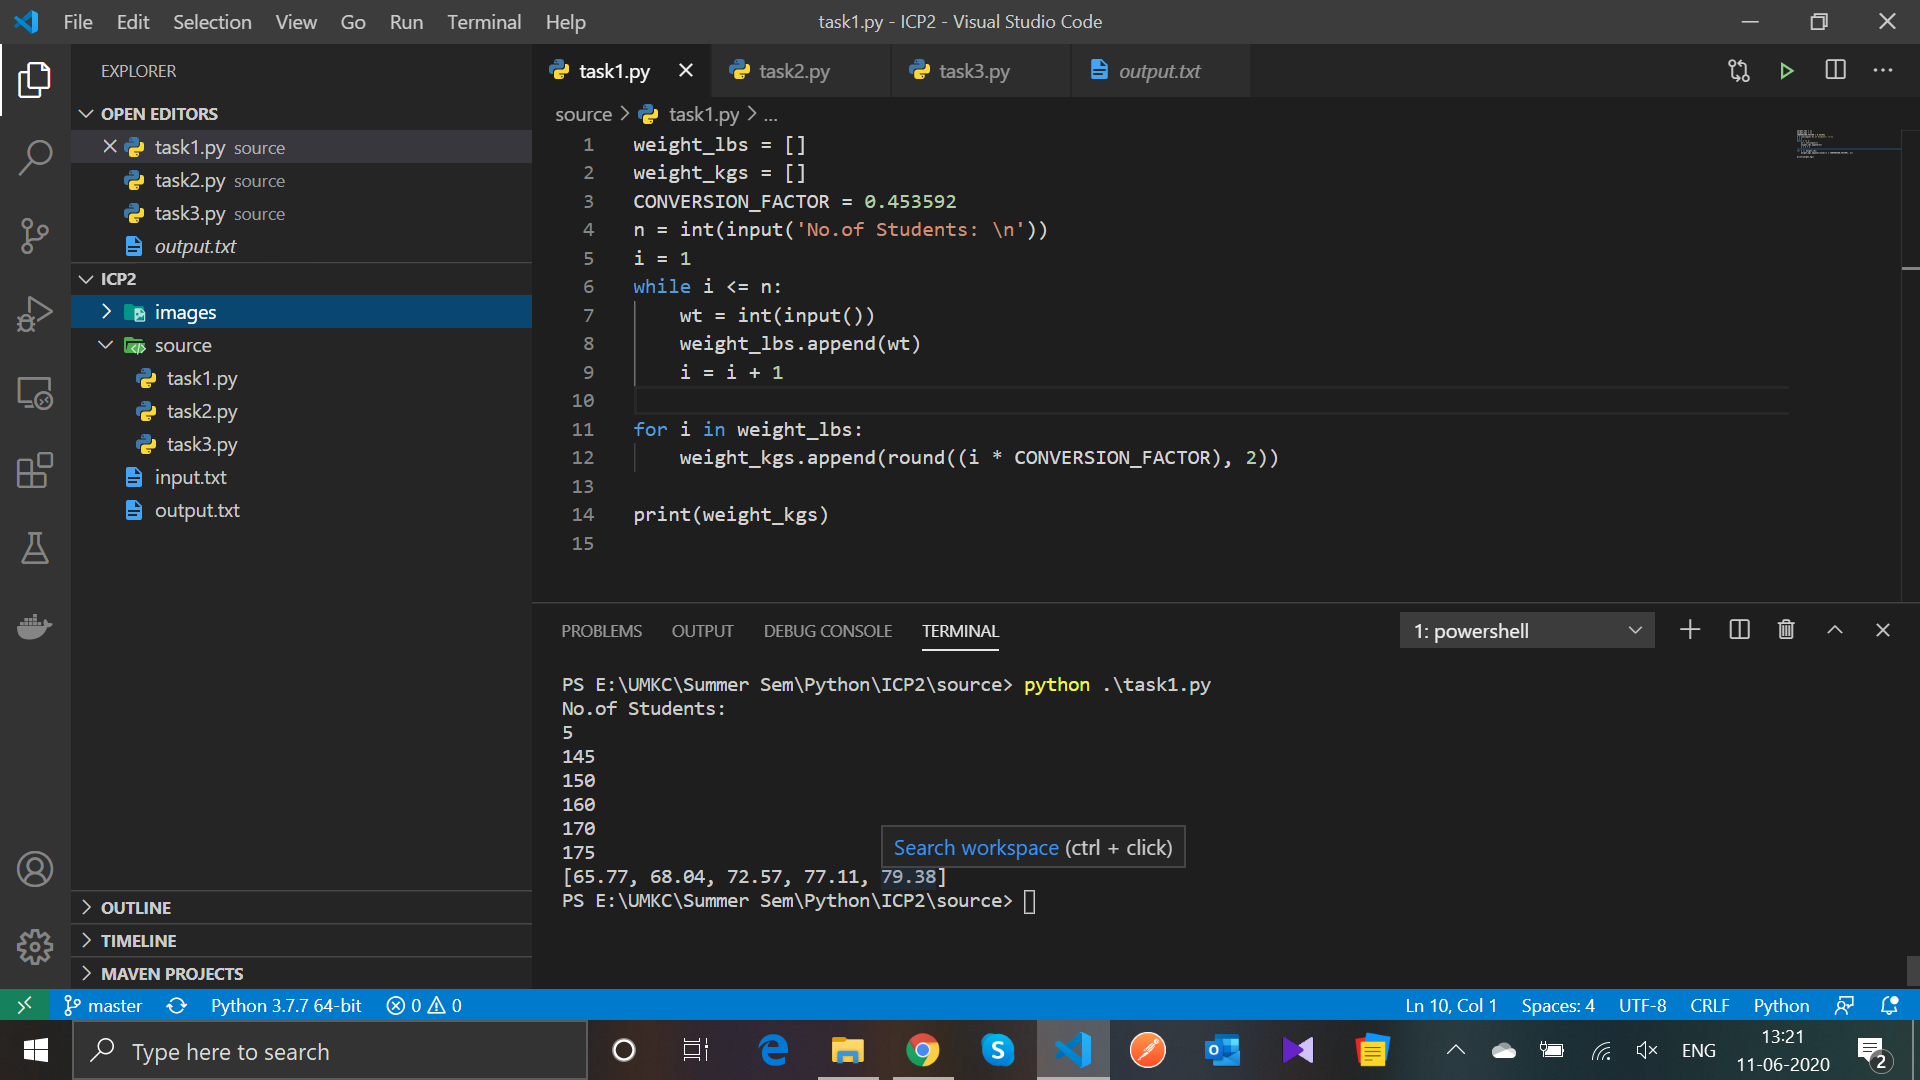 File Edit Selection View Go Run Terminal Help
task1.py - ICP2 - Visual Studio Code
EXPLORER
OPEN EDITORS
task1.py source
task2.py source
task3.py source
output.txt
ICP2
images
source
task1.py
task2.py
task3.py
input.txt
output.txt
OUTLINE
TIMELINE
MAVEN PROJECTS
task1.py task2.py task3.py output.txt
source > task1.py > ...
1 weight_lbs = []
2 weight_kgs = []
3 CONVERSION_FACTOR = 0.453592
4 n = int(input('No.of Students: \n'))
5 i = 1
6 while i <= n:
7     wt = int(input())
8     weight_lbs.append(wt)
9     i = i + 1
10
11 for i in weight_lbs:
12     weight_kgs.append(round((i * CONVERSION_FACTOR), 2))
13
14 print(weight_kgs)
15
PROBLEMS OUTPUT DEBUG CONSOLE TERMINAL
1: powershell
PS E:\UMKC\Summer Sem\Python\ICP2\source> python .\task1.py
No.of Students:
5
145
150
160
170
175
Search workspace (ctrl + click)
[65.77, 68.04, 72.57, 77.11, 79.38]
PS E:\UMKC\Summer Sem\Python\ICP2\source>
master Python 3.7.7 64-bit 0 0
Ln 10, Col 1 Spaces: 4 UTF-8 CRLF Python
Type here to search
ENG
13:21
11-06-2020
2